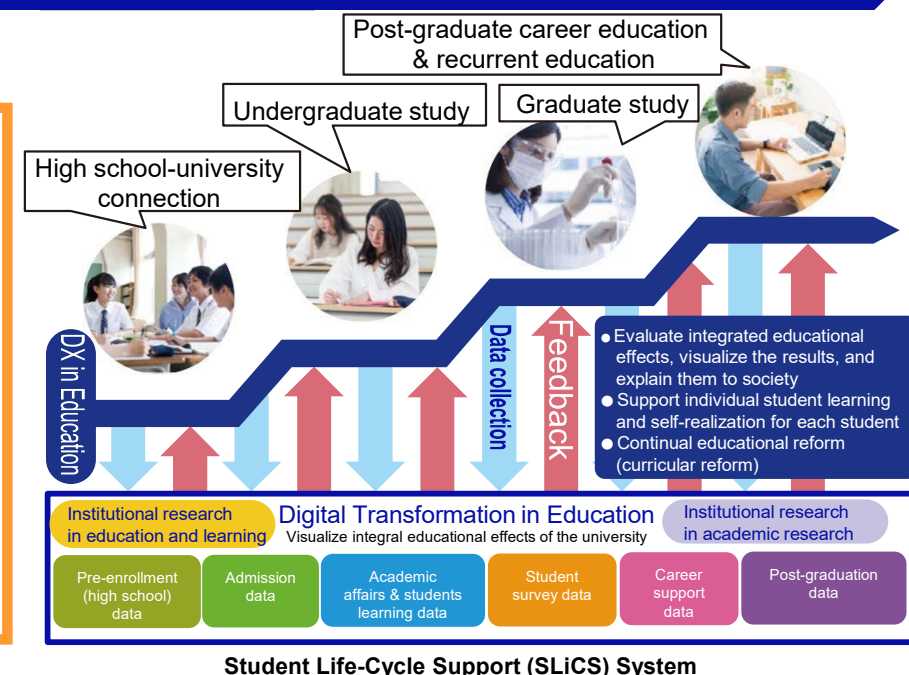 Post-graduate career education
& recurrent education
Undergraduate study
Graduate study
High school-university
connection
DX in Education
Data collection
Feedback
● Evaluate integrated educational
effects, visualize the results, and
explain them to society
● Support individual student learning
and self-realization for each student
● Continual educational reform
(curricular reform)
Institutional research
in education and learning
Digital Transformation in Education
Visualize integral educational effects of the university
Institutional research
in academic research
Pre-enrollment
(high school)
data
Admission
data
Academic
affairs & students
learning data
Student
survey data
Career
support
data
Post-graduation
data
Student Life-Cycle Support (SLiCS) System